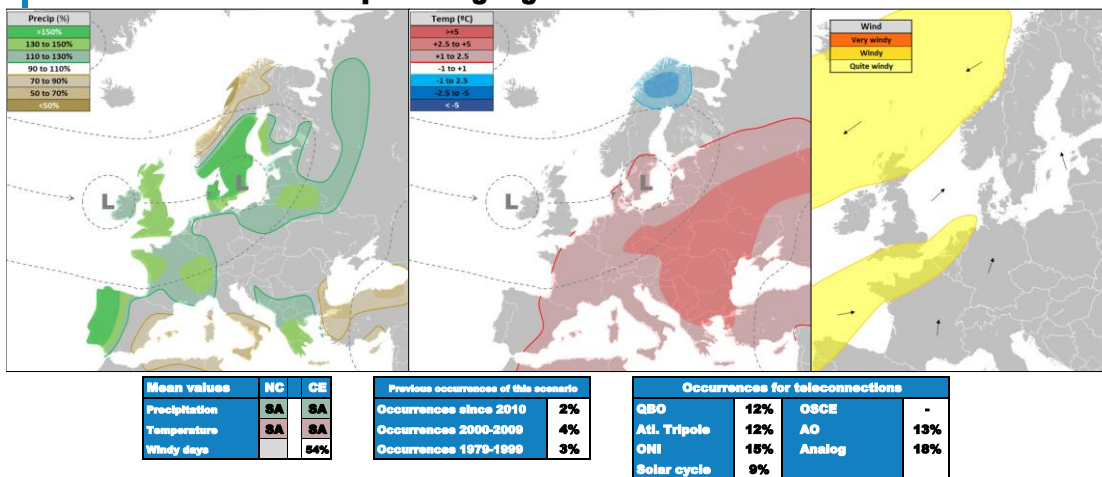 Precip (%)
>150%
130 to 150%
110 to 130%
90 to 110%
70 to 90%
50 to 70%
<50%
L
L
Temp (ºC)
>+5
+2.5 to +5
+1 to 2.5
-1 to +1
-1 to 2.5
-2.5 to -5
< -5
L
L
Wind
Very windy
Windy
Quite windy
Mean values NC CE
Precipitation SA SA
Temperature SA SA
Windy days 54%
Previous occurrences of this scenario
Occurrences since 2010 2%
Occurrences 2000-2009 4%
Occurrences 1979-1999 3%
Occurrences for teleconnections
QBO 12% OSCE -
Atl. Tripole 12% AO 13%
ONI 15% Analog 18%
Solar cycle 9%